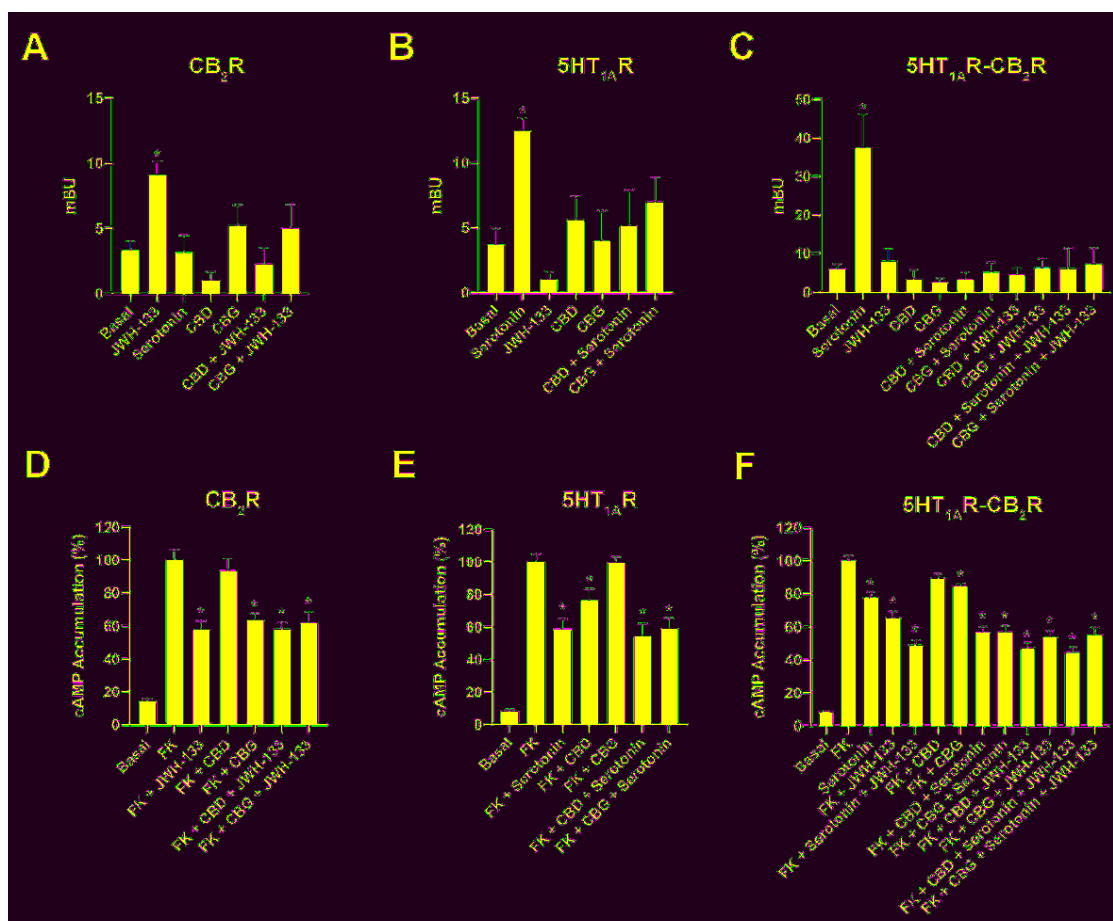 A
CB2R
mBU
15
10
5
0
*
Basal
JWH-133
Serotonin
CBD
CBG
CBD + JWH-133
CBG + JWH-133
B
5HT1AR
mBU
15
10
5
0
*
Basal
Serotonin
JWH-133
CBD
CBG
CBD + Serotonin
CBG + Serotonin
C
5HT1AR-CB2R
mBU
50
40
30
20
10
0
*
Basal
Serotonin
JWH-133
CBD
CBG
CBD + Serotonin
CBG + Serotonin
CBD + JWH-133
CBG + JWH-133
CBD + Serotonin + JWH-133
CBG + Serotonin + JWH-133
D
CB2R
cAMP Accumulation (%)
120
100
80
60
40
20
0
* * * *
Basal
FK
FK + JWH-133
FK + CBD
FK + CBG
FK + CBD + JWH-133
FK + CBG + JWH-133
E
5HT1AR
cAMP Accumulation (%)
120
100
80
60
40
20
0
* * * *
Basal
FK
FK + Serotonin
FK + CBD
FK + CBG
FK + CBD + Serotonin
FK + CBG + Serotonin
F
5HT1AR-CB2R
cAMP Accumulation (%)
120
100
80
60
40
20
0
* * * * * * * * * *
Basal
FK
Serotonin
FK + JWH-133
FK + Serotonin + JWH-133
FK + CBD
FK + CBG
FK + CBD + Serotonin
FK + CBG + Serotonin
FK + CBD + JWH-133
FK + CBG + JWH-133
FK + CBD + Serotonin + JWH-133
FK + CBG + Serotonin + JWH-133